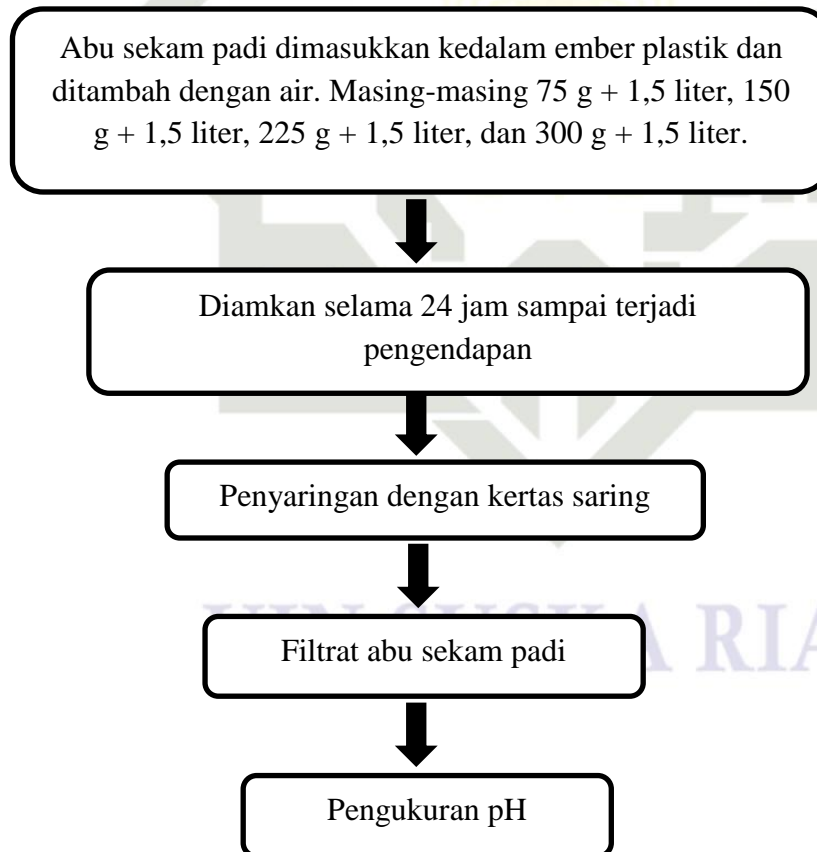 Abu sekam padi dimasukkan kedalam ember plastik dan
ditambah dengan air. Masing-masing 75 g + 1,5 liter, 150
g + 1,5 liter, 225 g + 1,5 liter, dan 300 g + 1,5 liter.
Diamkan selama 24 jam sampai terjadi
pengendapan
Penyaringan dengan kertas saring
Filtrat abu sekam padi
Pengukuran pH